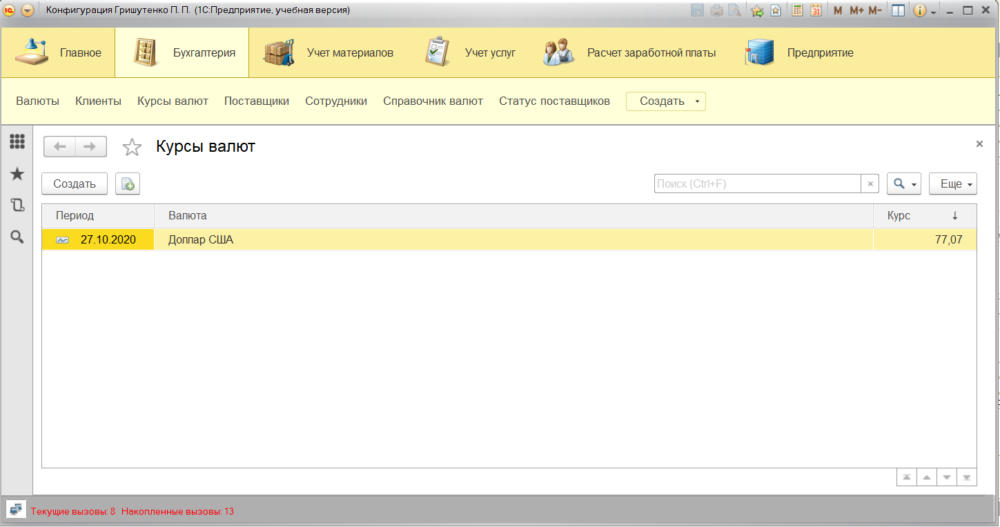 Конфигурация Гришутенко П. П. (1С:Предприятие, учебная версия)
31 M M+ M-
Главное Бухгалтерия Учет материалов Учет услуг Расчет заработной платы Предприятие
Валюты Клиенты Курсы валют Поставщики Сотрудники Справочник валют Статус поставщиков Создать
Курсы валют
Создать Поиск (Ctrl+F) Еще
Период Валюта Курс
27.10.2020 Доллар США 77,07
Текущие вызовы: 8 Накопленные вызовы: 13